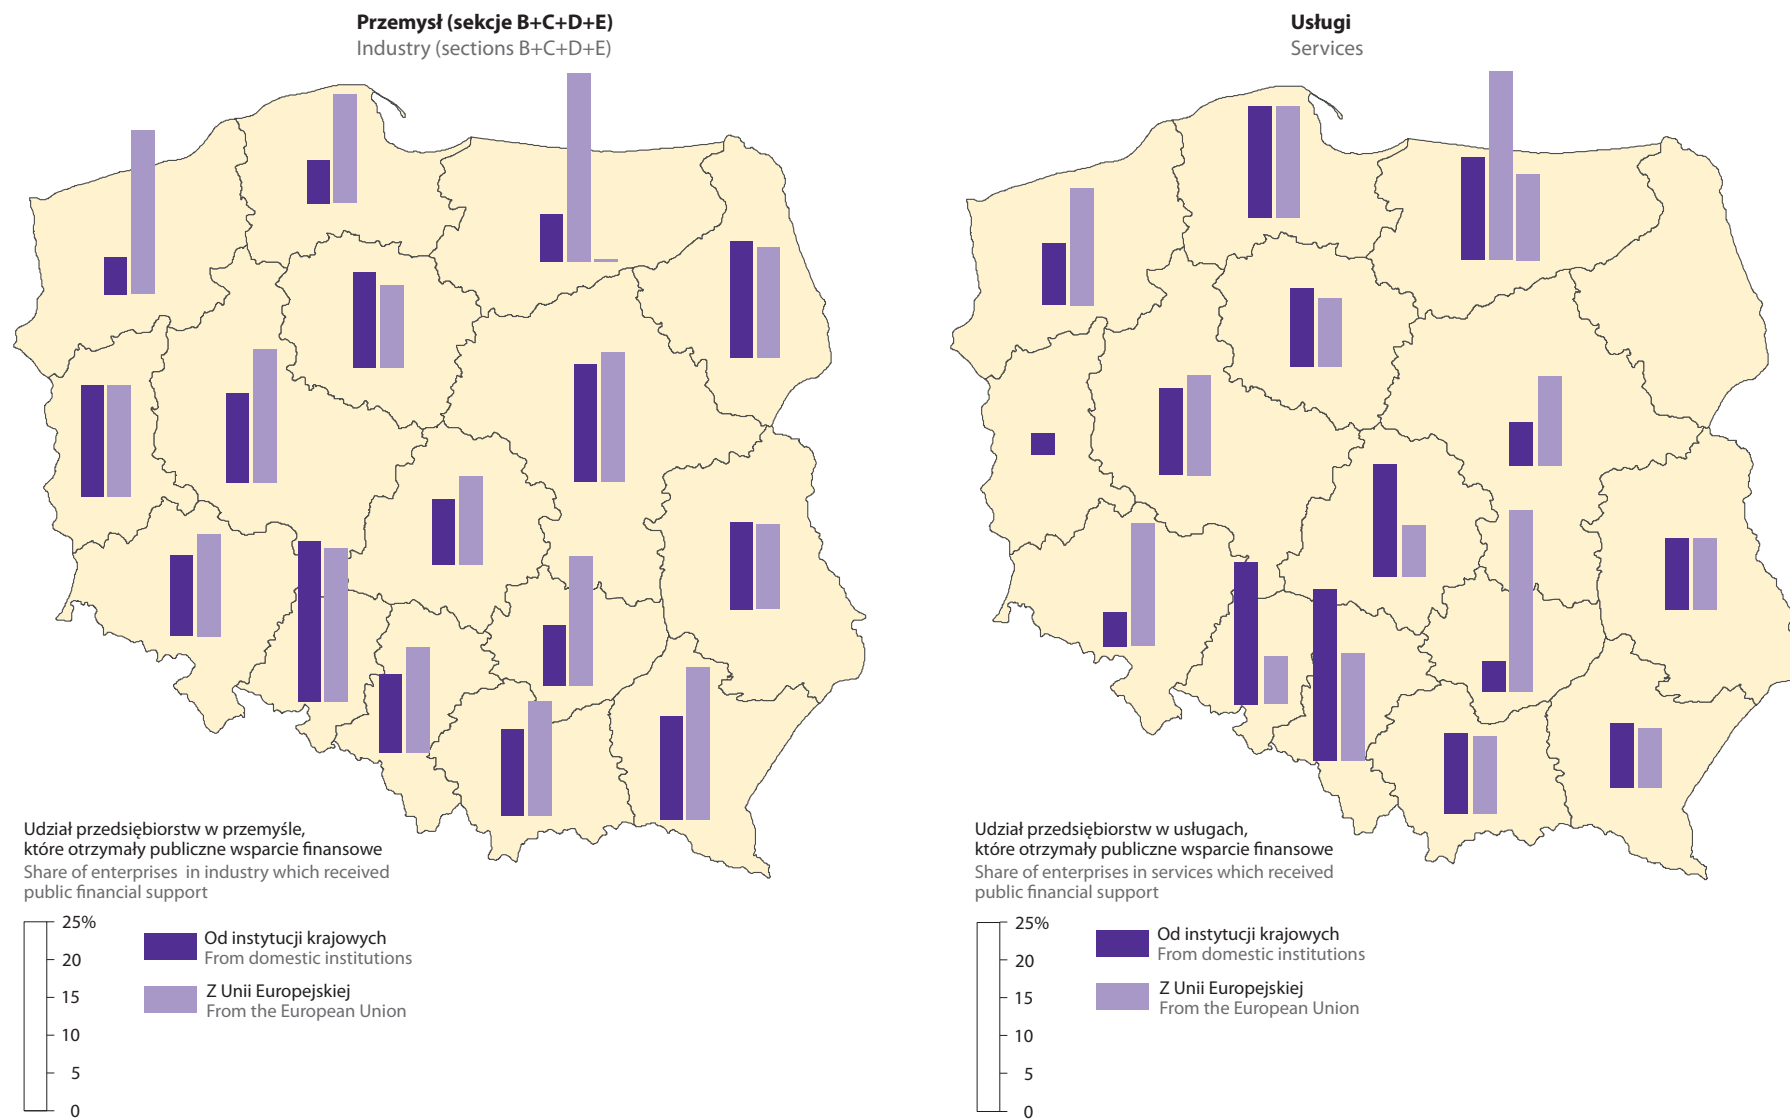 Przemysł (sekcje B+C+D+E)
Industry (sections B+C+D+E)
Udział przedsiębiorstw w przemyśle,
które otrzymały publiczne wsparcie finansowe
Share of enterprises in industry which received
public financial support
25%
20
15
10
5
0
Od instytucji krajowych
From domestic institutions
Z Unii Europejskiej
From the European Union
Usługi
Services
Udział przedsiębiorstw w usługach,
które otrzymały publiczne wsparcie finansowe
Share of enterprises in services which received
public financial support
25%
20
15
10
5
0
Od instytucji krajowych
From domestic institutions
Z Unii Europejskiej
From the European Union